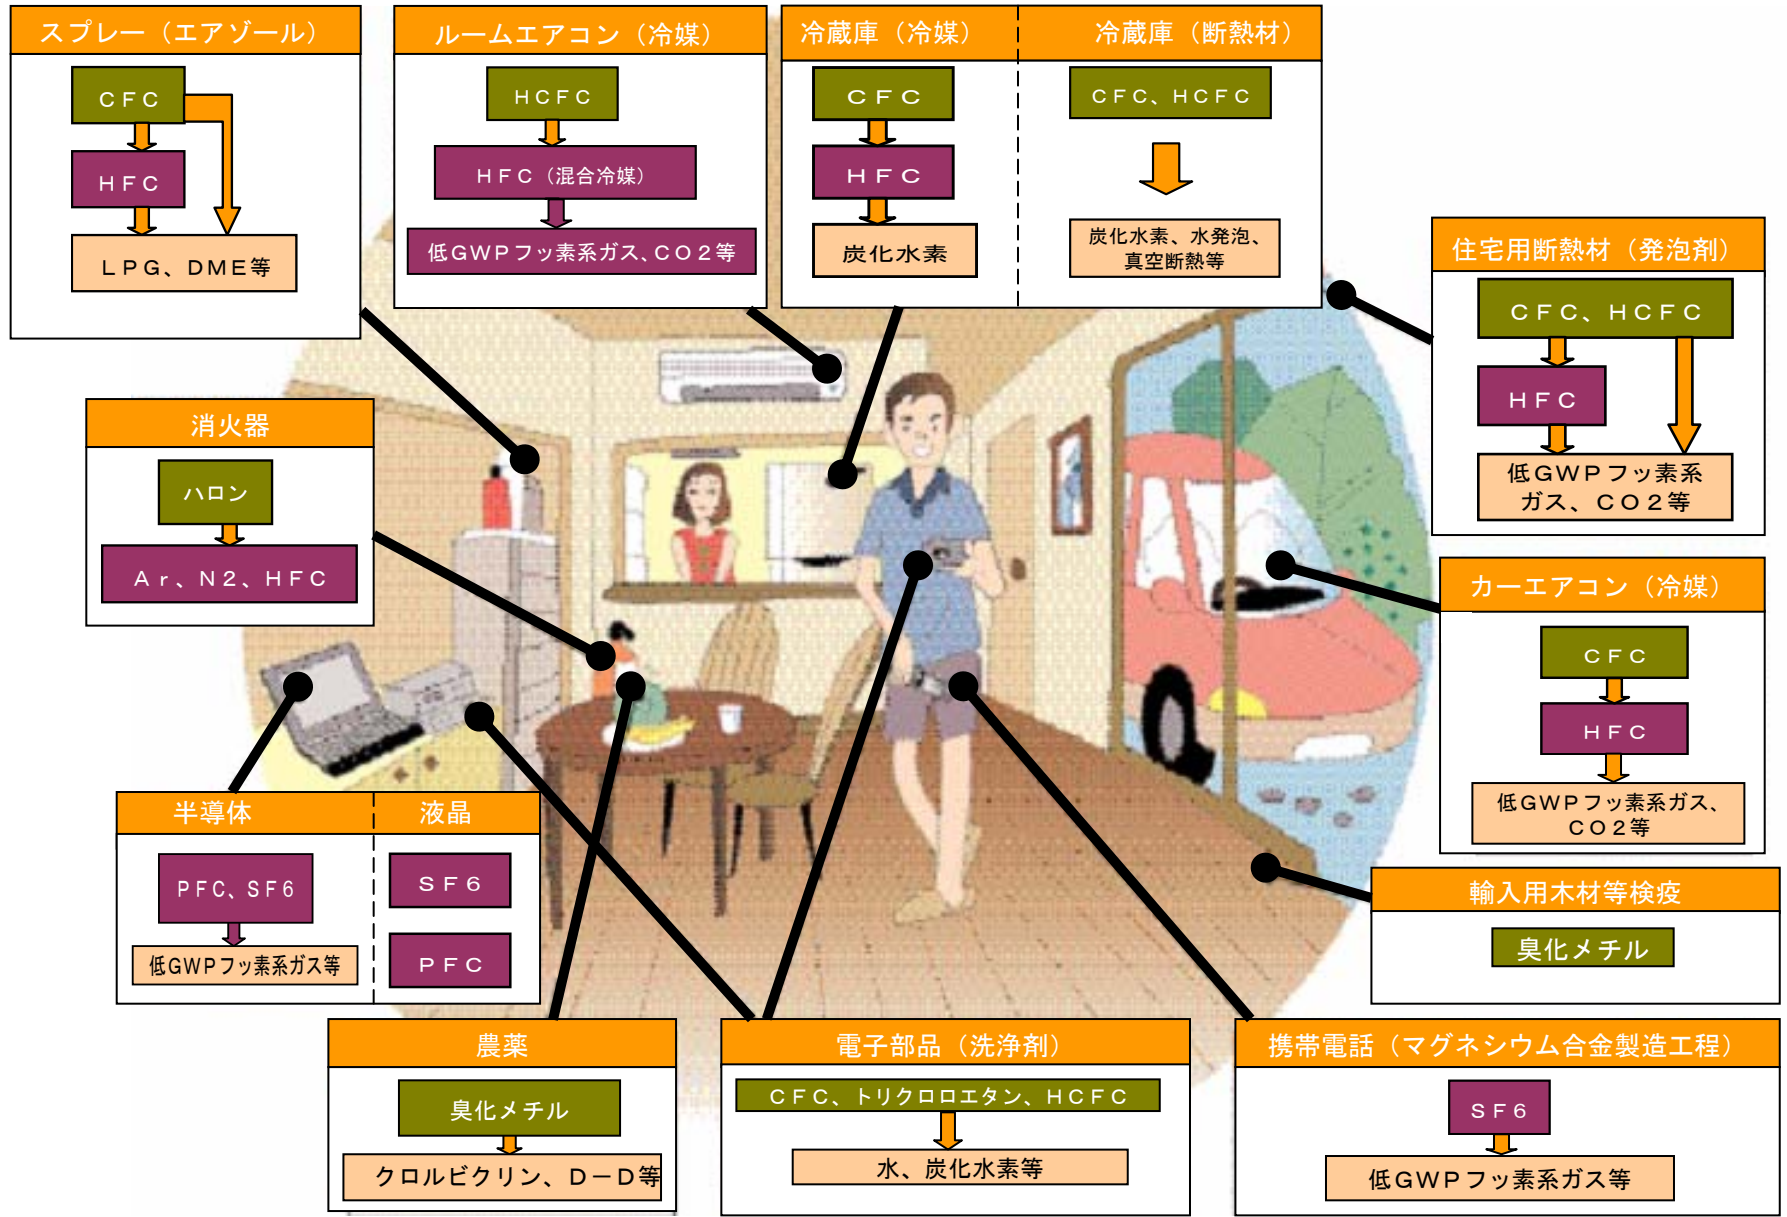 スプレー（エアゾール）
ＣＦＣ
ＨＦＣ
ＬＰＧ、ＤＭＥ等
ルームエアコン（冷媒）
ＨＣＦＣ
ＨＦＣ（混合冷媒）
低ＧＷＰフッ素系ガス、ＣＯ２等
冷蔵庫（冷媒）
ＣＦＣ
ＨＦＣ
炭化水素
冷蔵庫（断熱材）
ＣＦＣ、ＨＣＦＣ
炭化水素、水発泡、
真空断熱等
住宅用断熱材（発泡剤）
ＣＦＣ、ＨＣＦＣ
ＨＦＣ
低ＧＷＰフッ素系
ガス、ＣＯ２等
消火器
ハロン
Ａｒ、Ｎ２、ＨＦＣ
カーエアコン（冷媒）
ＣＦＣ
ＨＦＣ
低ＧＷＰフッ素系ガス、
ＣＯ２等
半導体
ＰＦＣ、ＳＦ６
低ＧＷＰフッ素系ガス等
液晶
ＳＦ６
ＰＦＣ
輸入用木材等検疫
臭化メチル
農薬
臭化メチル
クロルピクリン、Ｄ－Ｄ等
電子部品（洗浄剤）
ＣＦＣ、トリクロロエタン、ＨＣＦＣ
水、炭化水素等
携帯電話（マグネシウム合金製造工程）
ＳＦ６
低ＧＷＰフッ素系ガス等